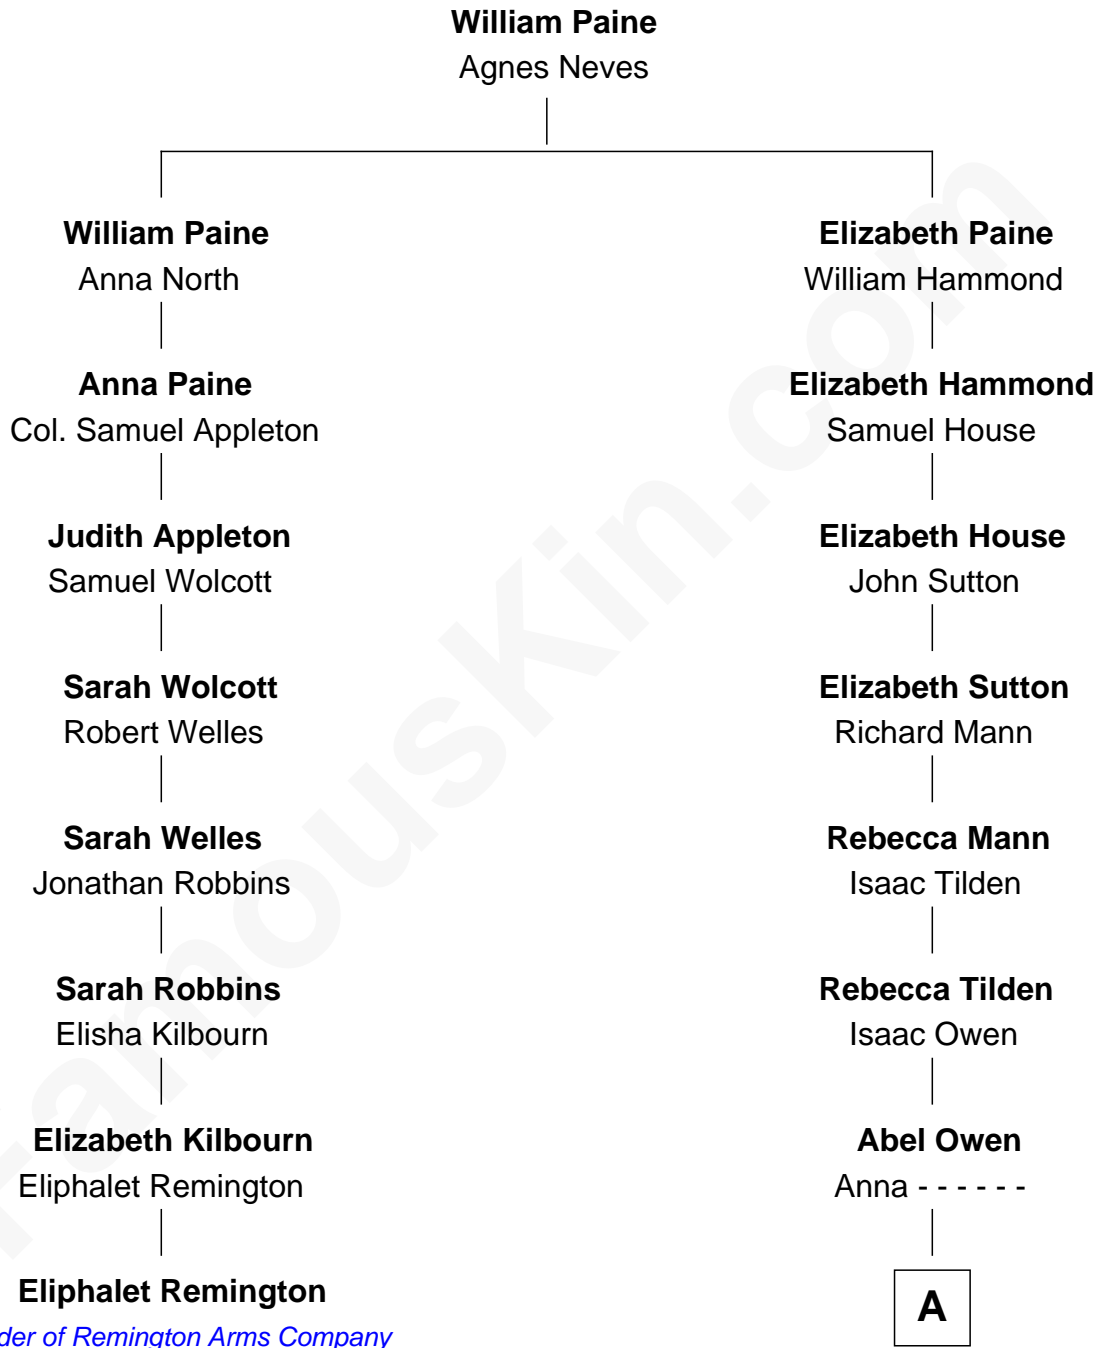 William Paine
Agnes Neves
William Paine
Anna North
Elizabeth Paine
William Hammond
Anna Paine
Col. Samuel Appleton
Elizabeth Hammond
Samuel House
Judith Appleton
Samuel Wolcott
Elizabeth House
John Sutton
Sarah Wolcott
Robert Welles
Elizabeth Sutton
Richard Mann
Sarah Welles
Jonathan Robbins
Rebecca Mann
Isaac Tilden
Sarah Robbins
Elisha Kilbourn
Rebecca Tilden
Isaac Owen
Elizabeth Kilbourn
Eliphalet Remington
Abel Owen
Anna - - - - - -
Eliphalet Remington
der of Remington Arms Company
A
FamousKin.com